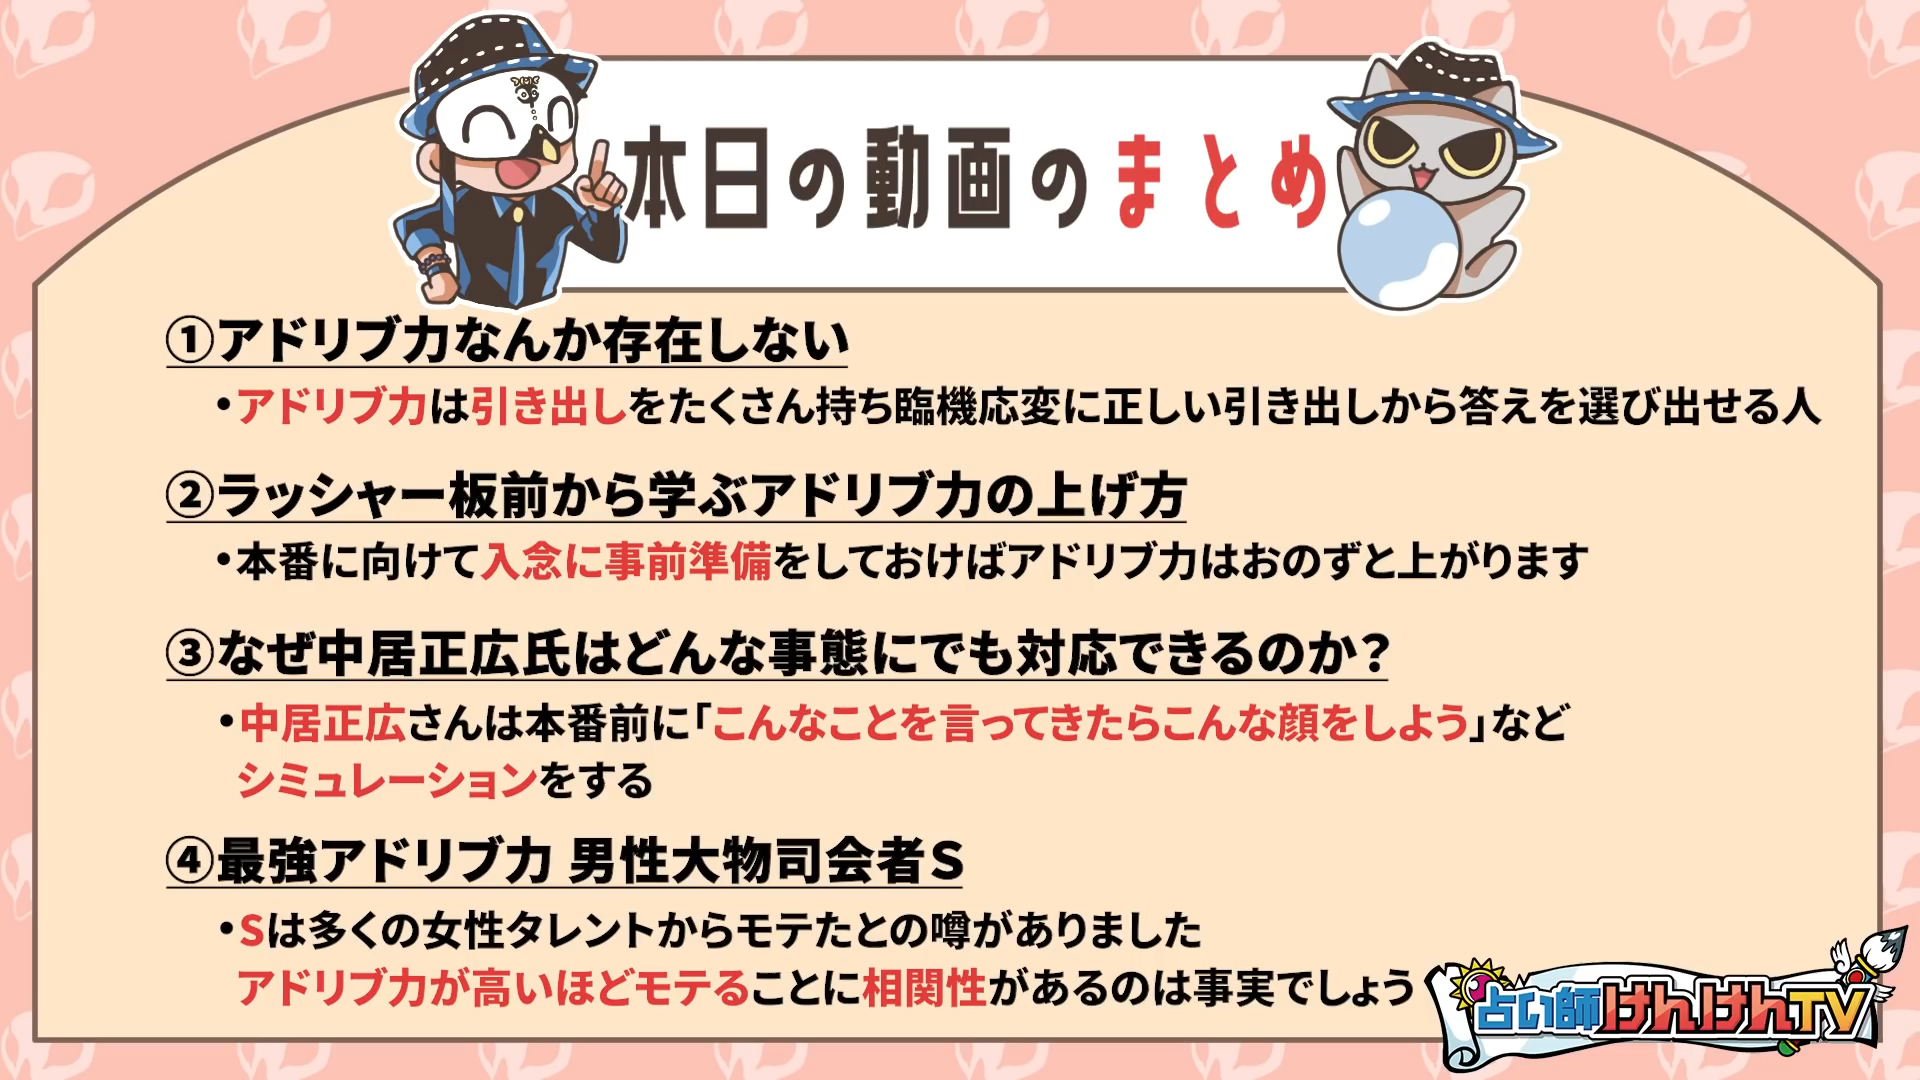 本日の動画のまとめ
①アドリブ力なんか存在しない
・アドリブ力は引き出しをたくさん持ち臨機応変に正しい引き出しから答えを選び出せる人
②ラッシャー板前から学ぶアドリブ力の上げ方
・本番に向けて入念に事前準備をしておけばアドリブ力はおのずと上がります
③なぜ中居正広氏はどんな事態にでも対応できるのか？
・中居正広さんは本番前に「こんなことを言ってきたらこんな顔をしよう」など
シミュレーションをする
④最強アドリブ力 男性大物司会者Ｓ
・Sは多くの女性タレントからモテたとの噂がありました
アドリブ力が高いほどモテることに相関性があるのは事実でしょう
占い師けんけんTV